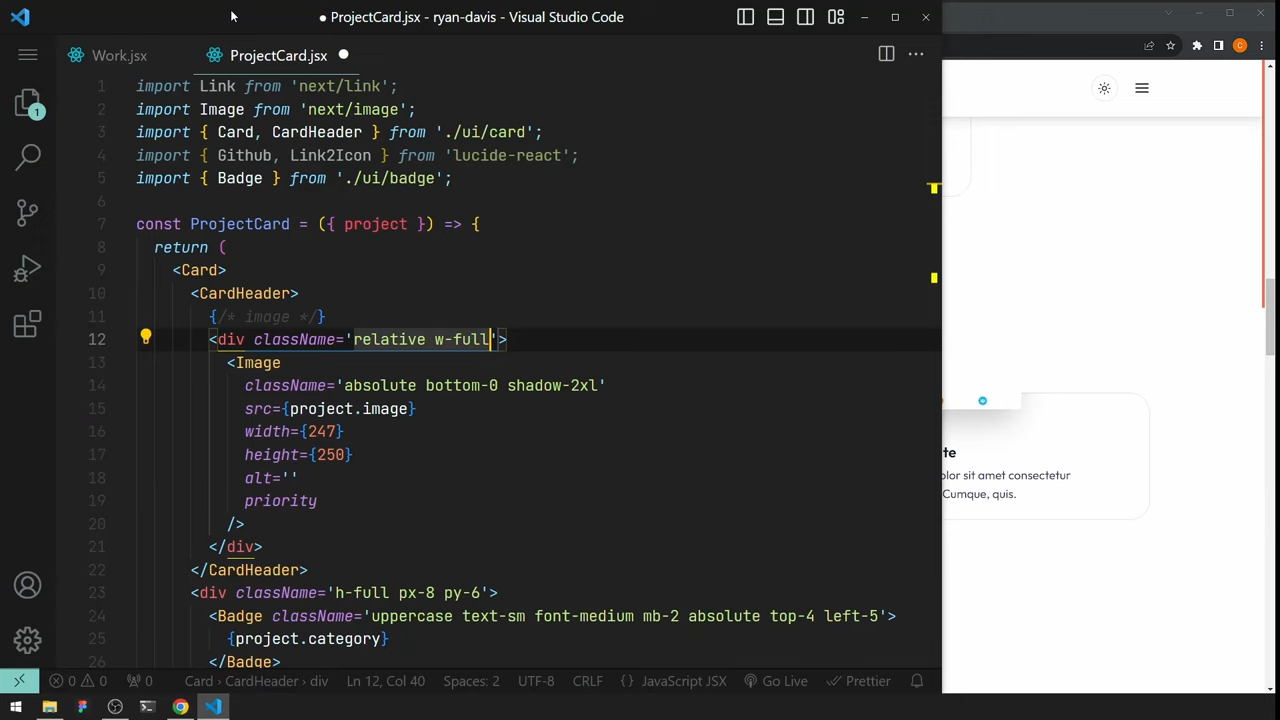 ProjectCard.jsx - ryan-davis - Visual Studio Code
Work.jsx
ProjectCard.jsx
1 import Link from 'next/link';
2 import Image from 'next/image';
3 import { Card, CardHeader } from './ui/card';
4 import { Github, Link2Icon } from 'lucide-react';
5 import { Badge } from './ui/badge';
6
7 const ProjectCard = ({ project }) => {
8 return (
9 <Card>
10 <CardHeader>
11 {/* image */}
12 <div className='relative w-full'>
13 <Image
14 className='absolute bottom-0 shadow-2xl'
15 src={project.image}
16 width={247}
17 height={250}
18 alt=''
19 priority
20 />
21 </div>
22 </CardHeader>
23 <div className='h-full px-8 py-6'>
24 <Badge className='uppercase text-sm font-medium mb-2 absolute top-4 left-5'>
25 {project.category}
26 </Badge>
1
0 0 0 Card > CardHeader > div Ln 12, Col 40 Spaces: 2 UTF-8 CRLF {} JavaScript JSX Go Live Prettier
C
te
olor sit amet consectetur
Cumque, quis.